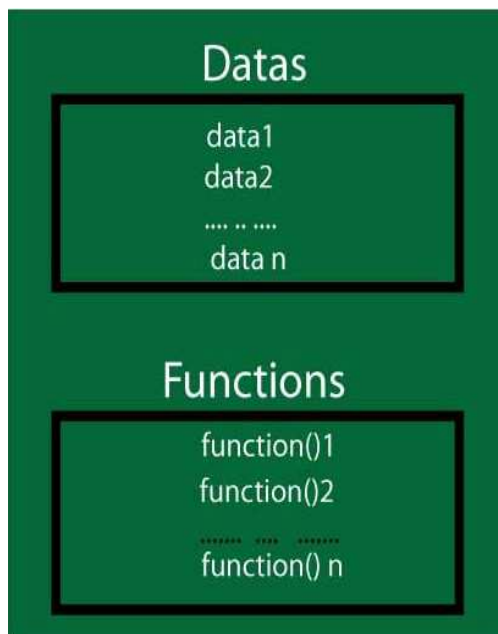 Datas
data1
data2
.... .. ....
data n
Functions
function()1
function()2
....... .... .......
function() n